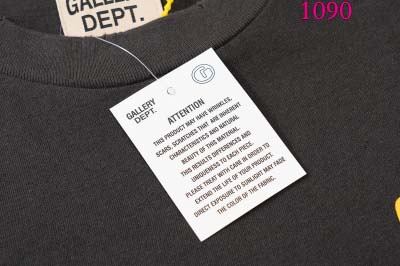 1090
GALLERY
DEPT.
GALLERY
DEPT.
ATTENTION
THIS PRODUCT MAY HAVE WRINKLES,
SCARS, SCRATCHES THAT ARE INHERENT
CHARACTERISTICS AND NATURAL
BEAUTY OF THIS MATERIAL.
THIS RESULTS DIFFERENCES AND
UNIQUENESS TO EACH PIECE.
PLEASE TREAT WITH CARE IN ORDER TO
EXTEND THE LIFE OF YOUR PRODUCT.
DIRECT EXPOSURE TO SUNLIGHT MAY FADE
THE COLOR OF THE FABRIC.